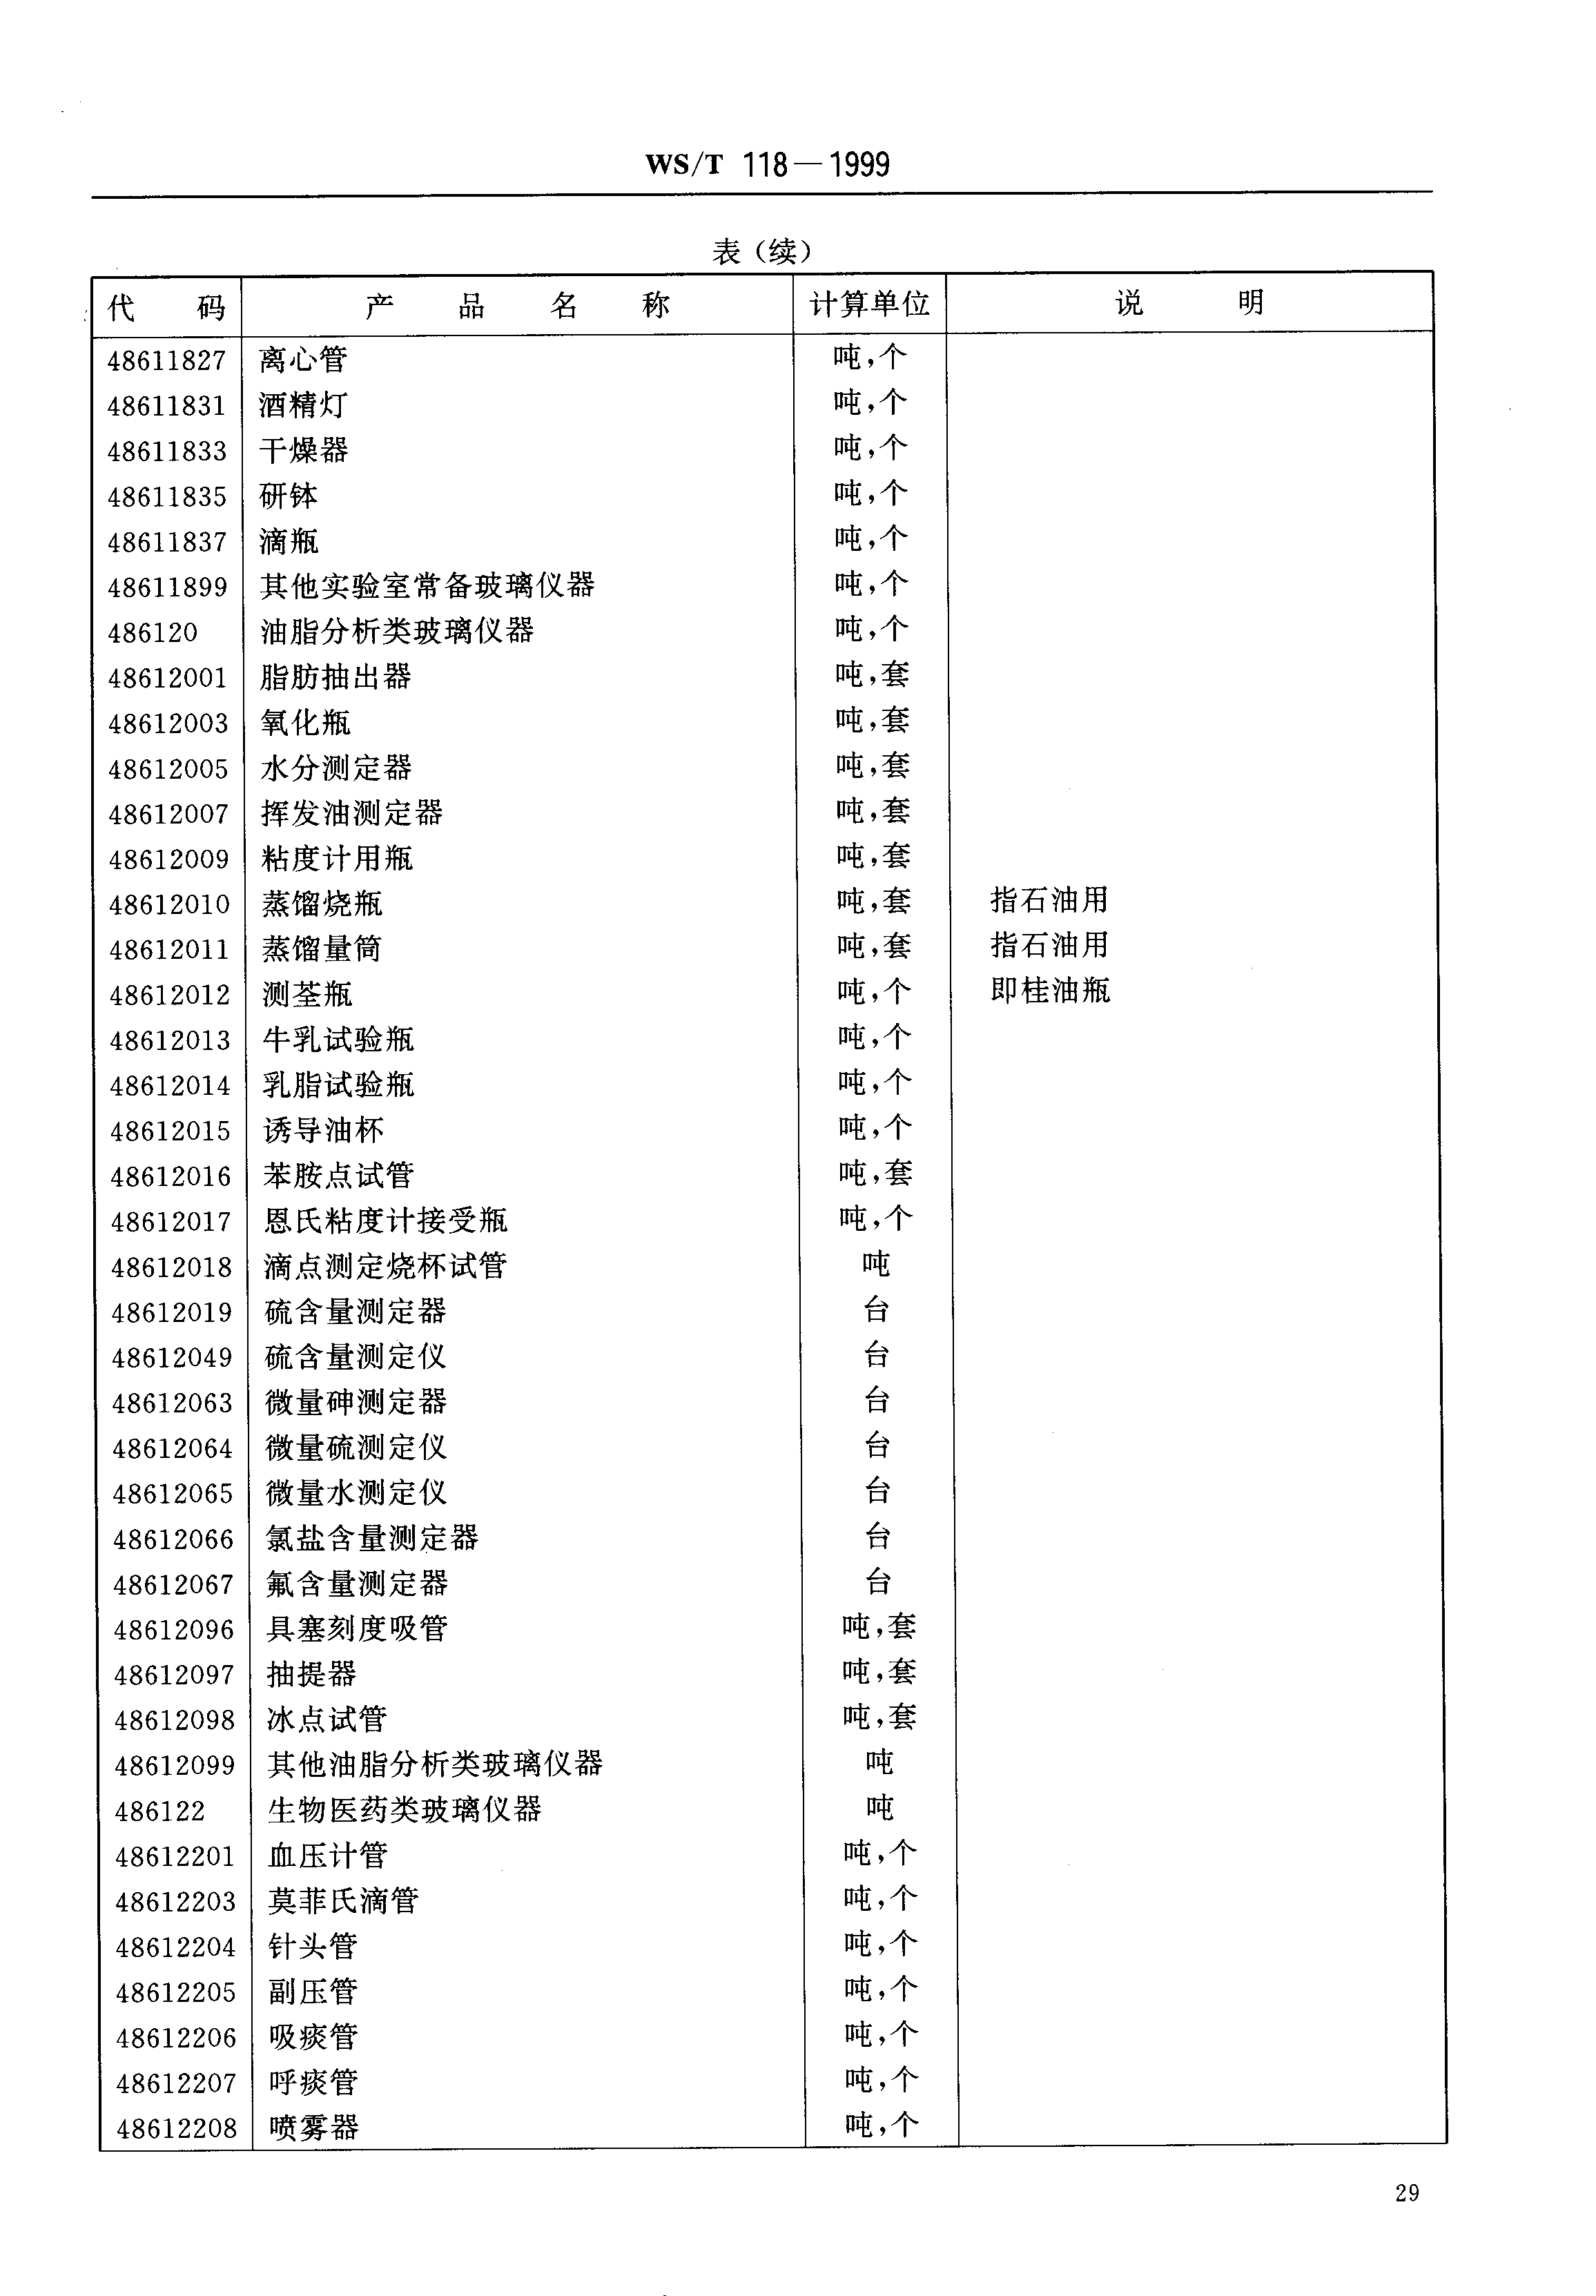 WS/T 118—1999
表（续）
代 码 产 品 名 称 计算单位 说 明
48611827 离心管 吨，个
48611831 酒精灯 吨，个
48611833 干燥器 吨，个
48611835 研钵 吨，个
48611837 滴瓶 吨，个
48611899 其他实验室常备玻璃仪器 吨，个
486120 油脂分析类玻璃仪器 吨，个
48612001 脂肪抽出器 吨，套
48612003 氧化瓶 吨，套
48612005 水分测定器 吨，套
48612007 挥发油测定器 吨，套
48612009 粘度计用瓶 吨，套
48612010 蒸馏烧瓶 吨，套 指石油用
48612011 蒸馏量筒 吨，套 指石油用
48612012 测荃瓶 吨，个 即桂油瓶
48612013 牛乳试验瓶 吨，个
48612014 乳脂试验瓶 吨，个
48612015 诱导油杯 吨，个
48612016 苯胺点试管 吨，套
48612017 恩氏粘度计接受瓶 吨，个
48612018 滴点测定烧杯试管 吨
48612019 硫含量测定器 台
48612049 硫含量测定仪 台
48612063 微量砷测定器 台
48612064 微量硫测定仪 台
48612065 微量水测定仪 台
48612066 氯盐含量测定器 台
48612067 氟含量测定器 台
48612096 具塞刻度吸管 吨，套
48612097 抽提器 吨，套
48612098 冰点试管 吨，套
48612099 其他油脂分析类玻璃仪器 吨
486122 生物医药类玻璃仪器 吨
48612201 血压计管 吨，个
48612203 莫菲氏滴管 吨，个
48612204 针头管 吨，个
48612205 副压管 吨，个
48612206 吸痰管 吨，个
48612207 呼痰管 吨，个
48612208 喷雾器 吨，个
29